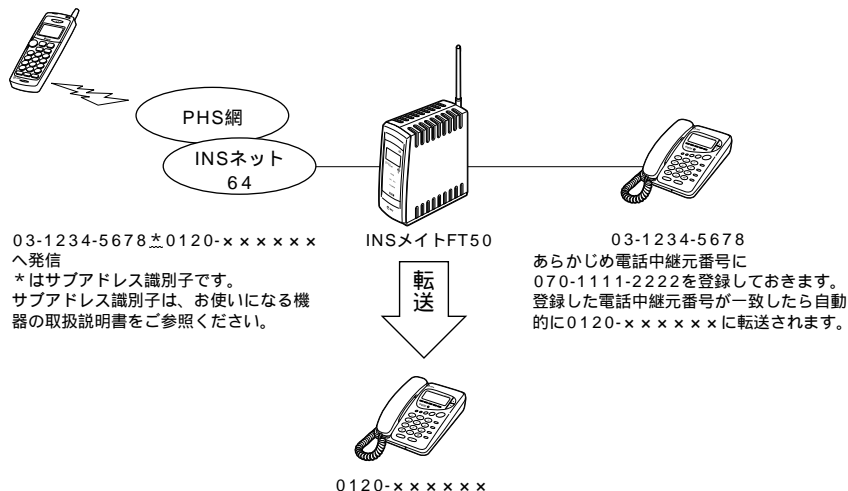 PHS網
INSネット
64
03-1234-5678*0120-××××××
へ発信
*はサブアドレス識別子です。
サブアドレス識別子は、お使いになる機
器の取扱説明書をご参照ください。
INSメイトFT50
03-1234-5678
あらかじめ電話中継元番号に
070-1111-2222を登録しておきます。
登録した電話中継元番号が一致したら自動
的に0120-××××××に転送されます。
転送
0120-××××××